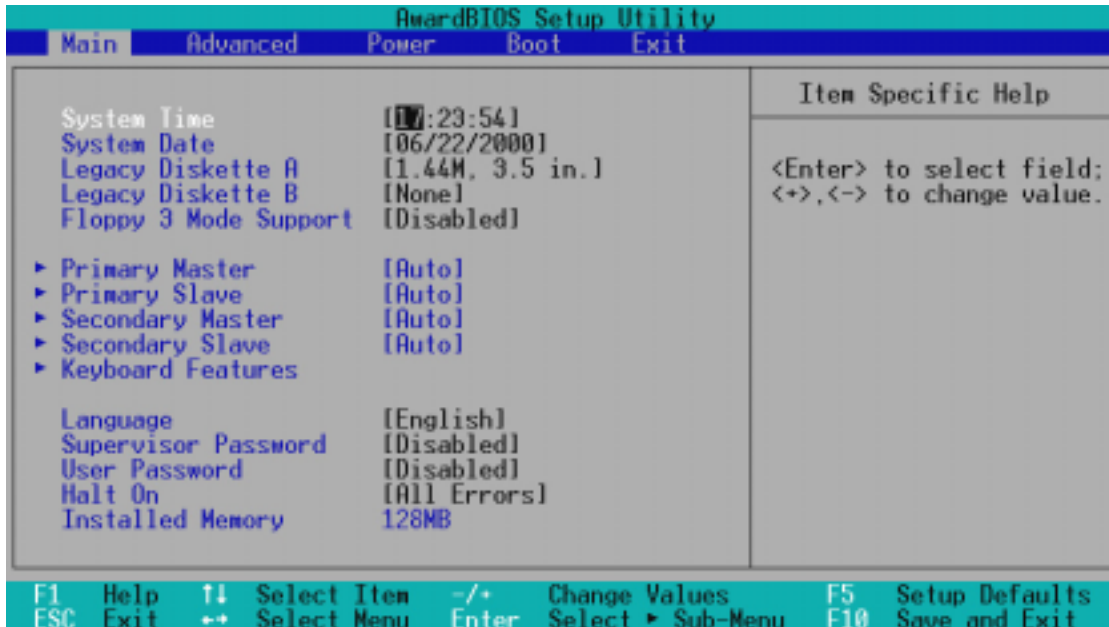 AwardBIOS Setup Utility
Main Advanced Power Boot Exit
Item Specific Help
System Time [17:23:54]
System Date [06/22/2000]
Legacy Diskette A [1.44M, 3.5 in.]
Legacy Diskette B [None]
Floppy 3 Mode Support [Disabled]
<Enter> to select field;
<+>,<-> to change value.
▶ Primary Master [Auto]
▶ Primary Slave [Auto]
▶ Secondary Master [Auto]
▶ Secondary Slave [Auto]
▶ Keyboard Features
Language [English]
Supervisor Password [Disabled]
User Password [Disabled]
Halt On [All Errors]
Installed Memory 128MB
F1 Help ↑↓ Select Item -/+ Change Values F5 Setup Defaults
ESC Exit ←→ Select Menu Enter Select ▶ Sub-Menu F10 Save and Exit